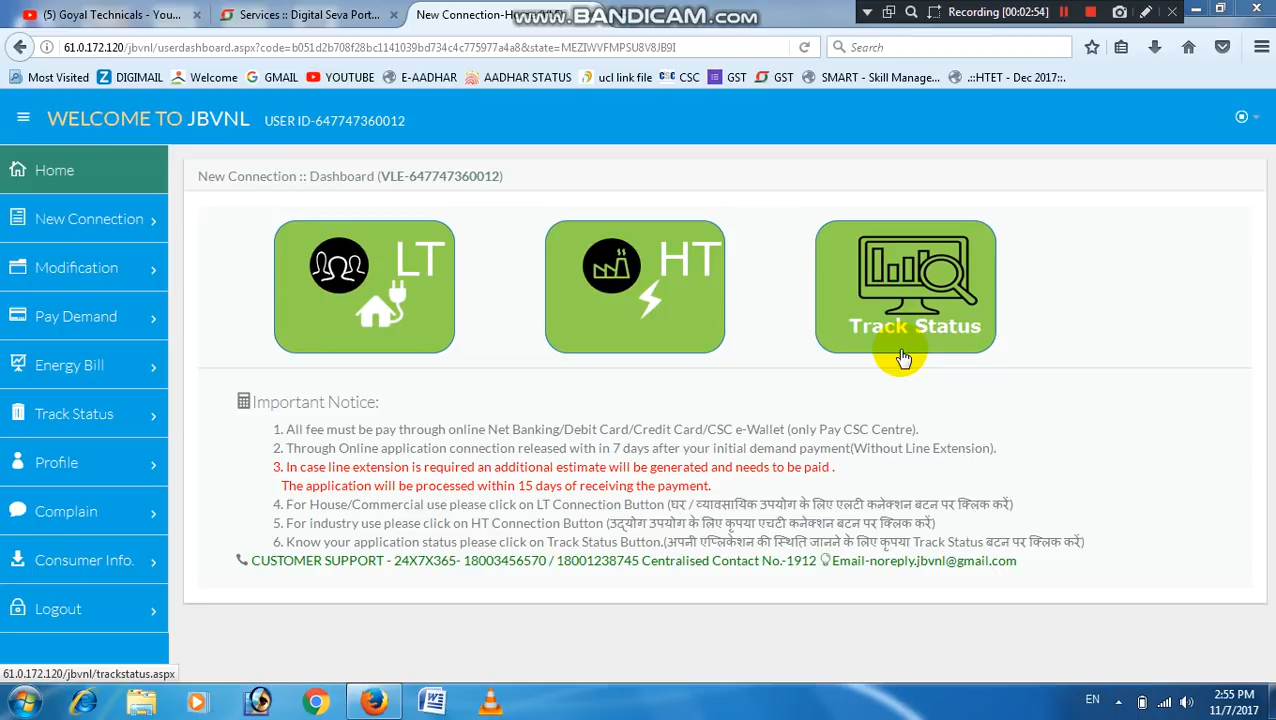 (5) Goyal Technicals - You...
Services :: Digital Seva Port...
New Connection-H
www.BANDICAM.com
Recording [00:02:54]
61.0.172.120/jbvnl/userdashboard.aspx?code=b051d2b708f28bc1141039bd734c4c775977a4a8&state=MEZIWVFMPSU8V8JB9I
Search
Most Visited
DIGIMAIL
Welcome
GMAIL
YOUTUBE
E-AADHAR
AADHAR STATUS
ucl link file
CSC
GST
GST
SMART - Skill Manage...
.::HTET - Dec 2017::.
WELCOME TO JBVNL
USER ID-647747360012
Home
New Connection
Modification
Pay Demand
Energy Bill
Track Status
Profile
Complain
Consumer Info.
Logout
New Connection :: Dashboard (VLE-647747360012)
LT
HT
Track Status
Important Notice:
1. All fee must be pay through online Net Banking/Debit Card/Credit Card/CSC e-Wallet (only Pay CSC Centre).
2. Through Online application connection released with in 7 days after your initial demand payment(Without Line Extension).
3. In case line extension is required an additional estimate will be generated and needs to be paid .
The application will be processed within 15 days of receiving the payment.
4. For House/Commercial use please click on LT Connection Button (घर / व्यावसायिक उपयोग के लिए एलटी कनेक्शन बटन पर क्लिक करें)
5. For industry use please click on HT Connection Button (उद्योग उपयोग के लिए कृपया एचटी कनेक्शन बटन पर क्लिक करें)
6. Know your application status please click on Track Status Button.(अपनी एप्लिकेशन की स्थिति जानने के लिए कृपया Track Status बटन पर क्लिक करें)
CUSTOMER SUPPORT - 24X7X365- 18003456570 / 18001238745 Centralised Contact No.-1912 Email-noreply.jbvnl@gmail.com
61.0.172.120/jbvnl/trackstatus.aspx
EN
2:55 PM
11/7/2017